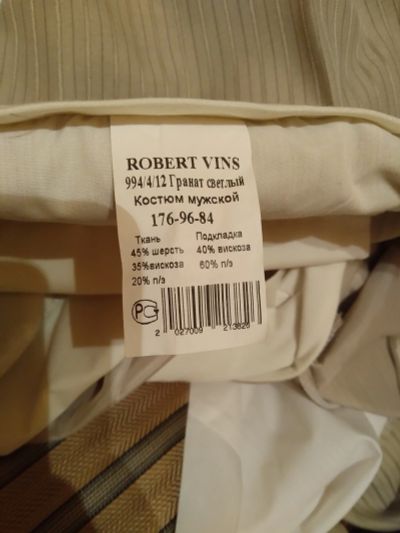 ROBERT VINS
994/4/12 Гранат светлый
Костюм мужской
176-96-84
Ткань Подкладка
45% шерсть 40% вискоза
35%вискоза 60% п/э
20% п/э
РСТ
2 027009 213826